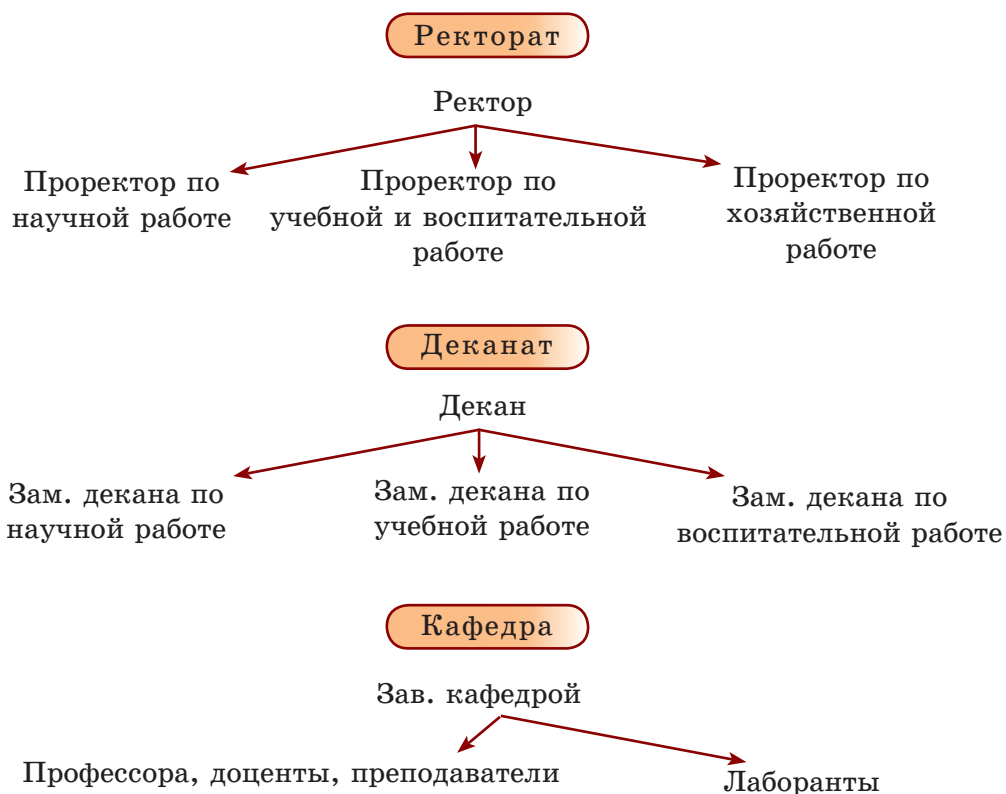 Ректорат
Ректор
Проректор по
научной работе
Проректор по
учебной и воспитательной
работе
Проректор по
хозяйственной
работе
Деканат
Декан
Зам. декана по
научной работе
Зам. декана по
учебной работе
Зам. декана по
воспитательной работе
Кафедра
Зав. кафедрой
Профессора, доценты, преподаватели
Лаборанты